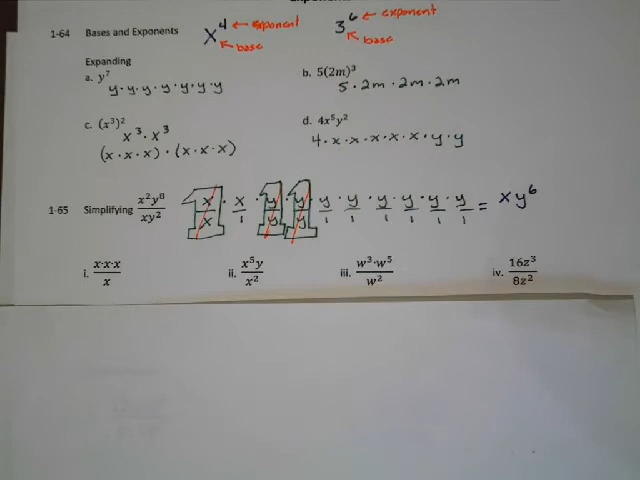 1-64 Bases and Exponents x⁴ ← exponent 3⁶ ← exponent
↖ base ↖ base
Expanding
a. y⁷ b. 5(2m)³
y·y·y·y·y·y·y 5·2m·2m·2m
c. (x³)² d. 4x⁵y²
x³·x³ 4·x·x·x·x·x·y·y
(x·x·x)·(x·x·x)
1-65 Simplifying x²y⁸/xy² x/x · x/1 · y/y · y/y · y/1 · y/1 · y/1 · y/1 · y/1 · y/1 = xy⁶
i. x·x·x/x ii. x⁵y/x² iii. w³·w⁵/w² iv. 16z³/8z²